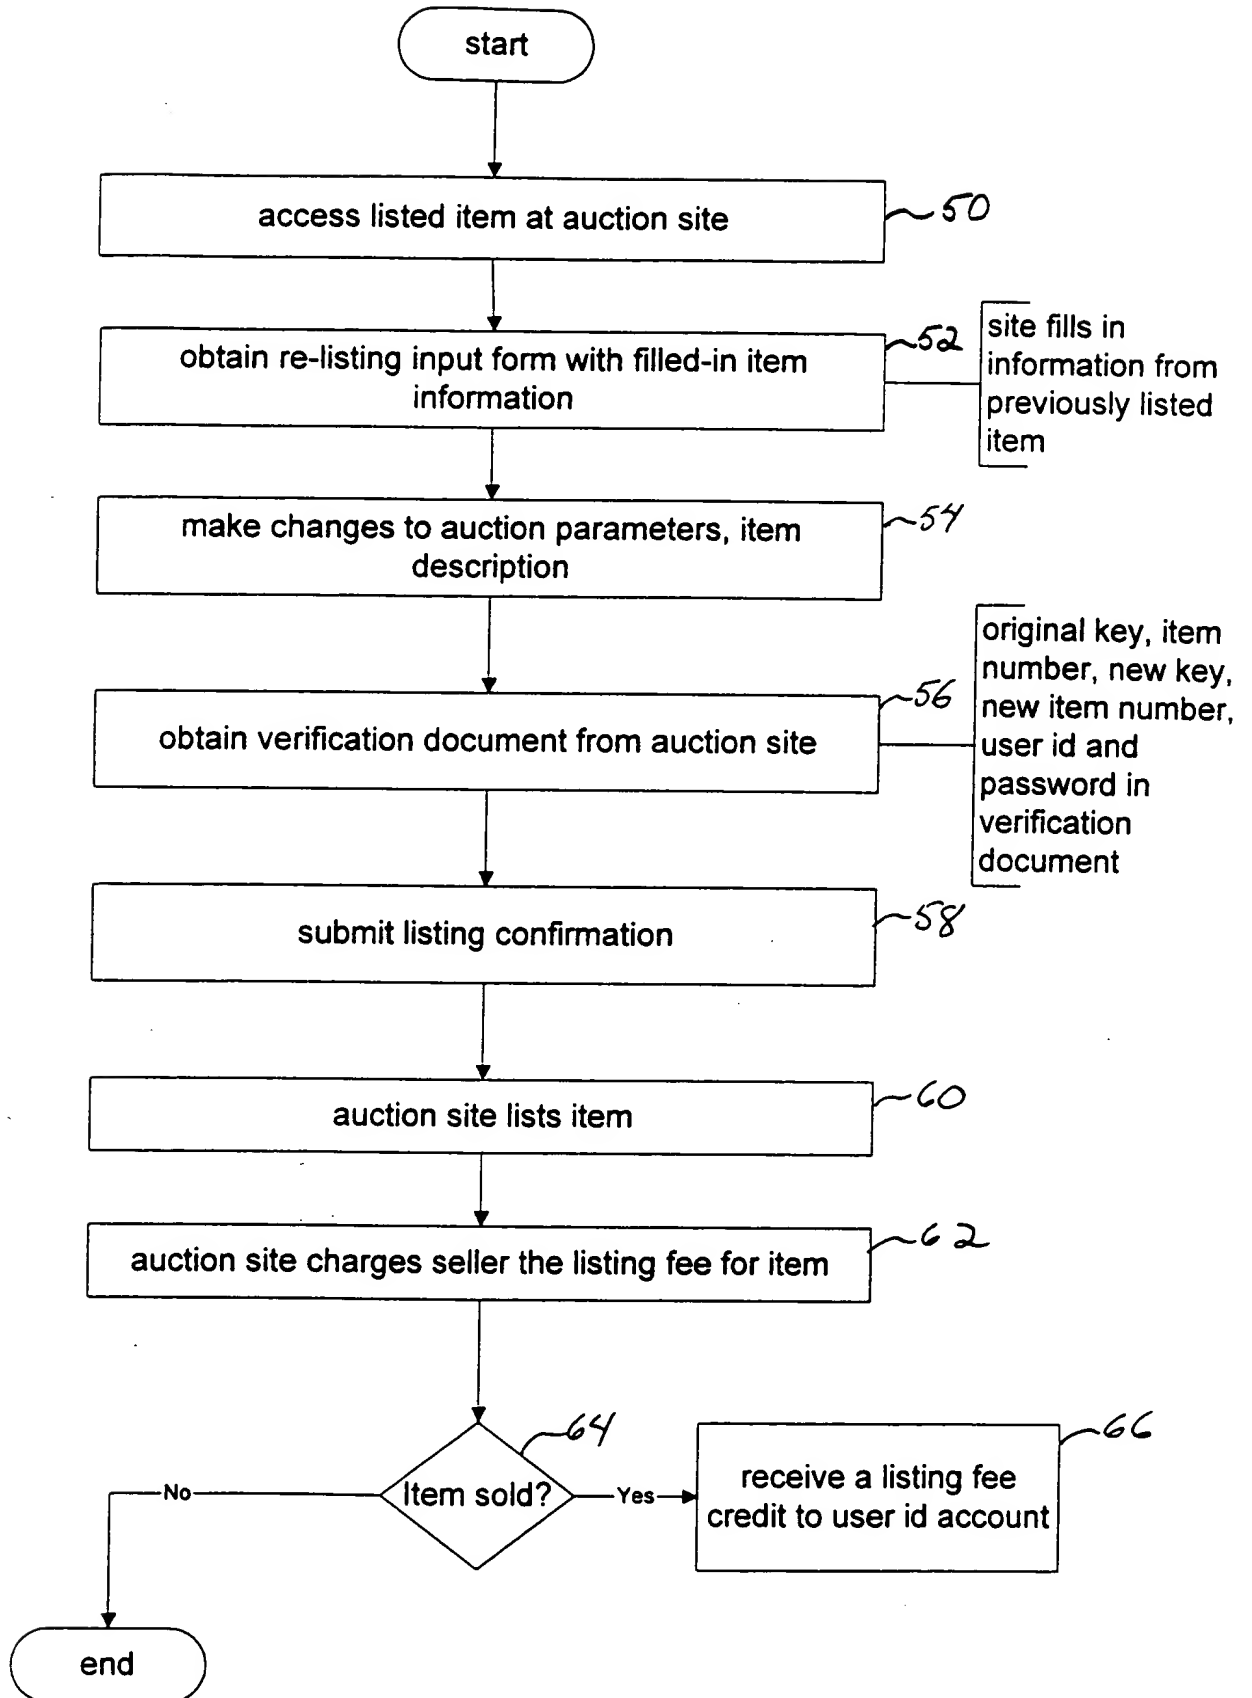 start
access listed item at auction site
50
obtain re-listing input form with filled-in item
information
52
site fills in
information from
previously listed
item
make changes to auction parameters, item
description
54
obtain verification document from auction site
56
original key, item
number, new key,
new item number,
user id and
password in
verification
document
submit listing confirmation
58
auction site lists item
60
auction site charges seller the listing fee for item
62
Item sold?
64
No
Yes
receive a listing fee
credit to user id account
66
end